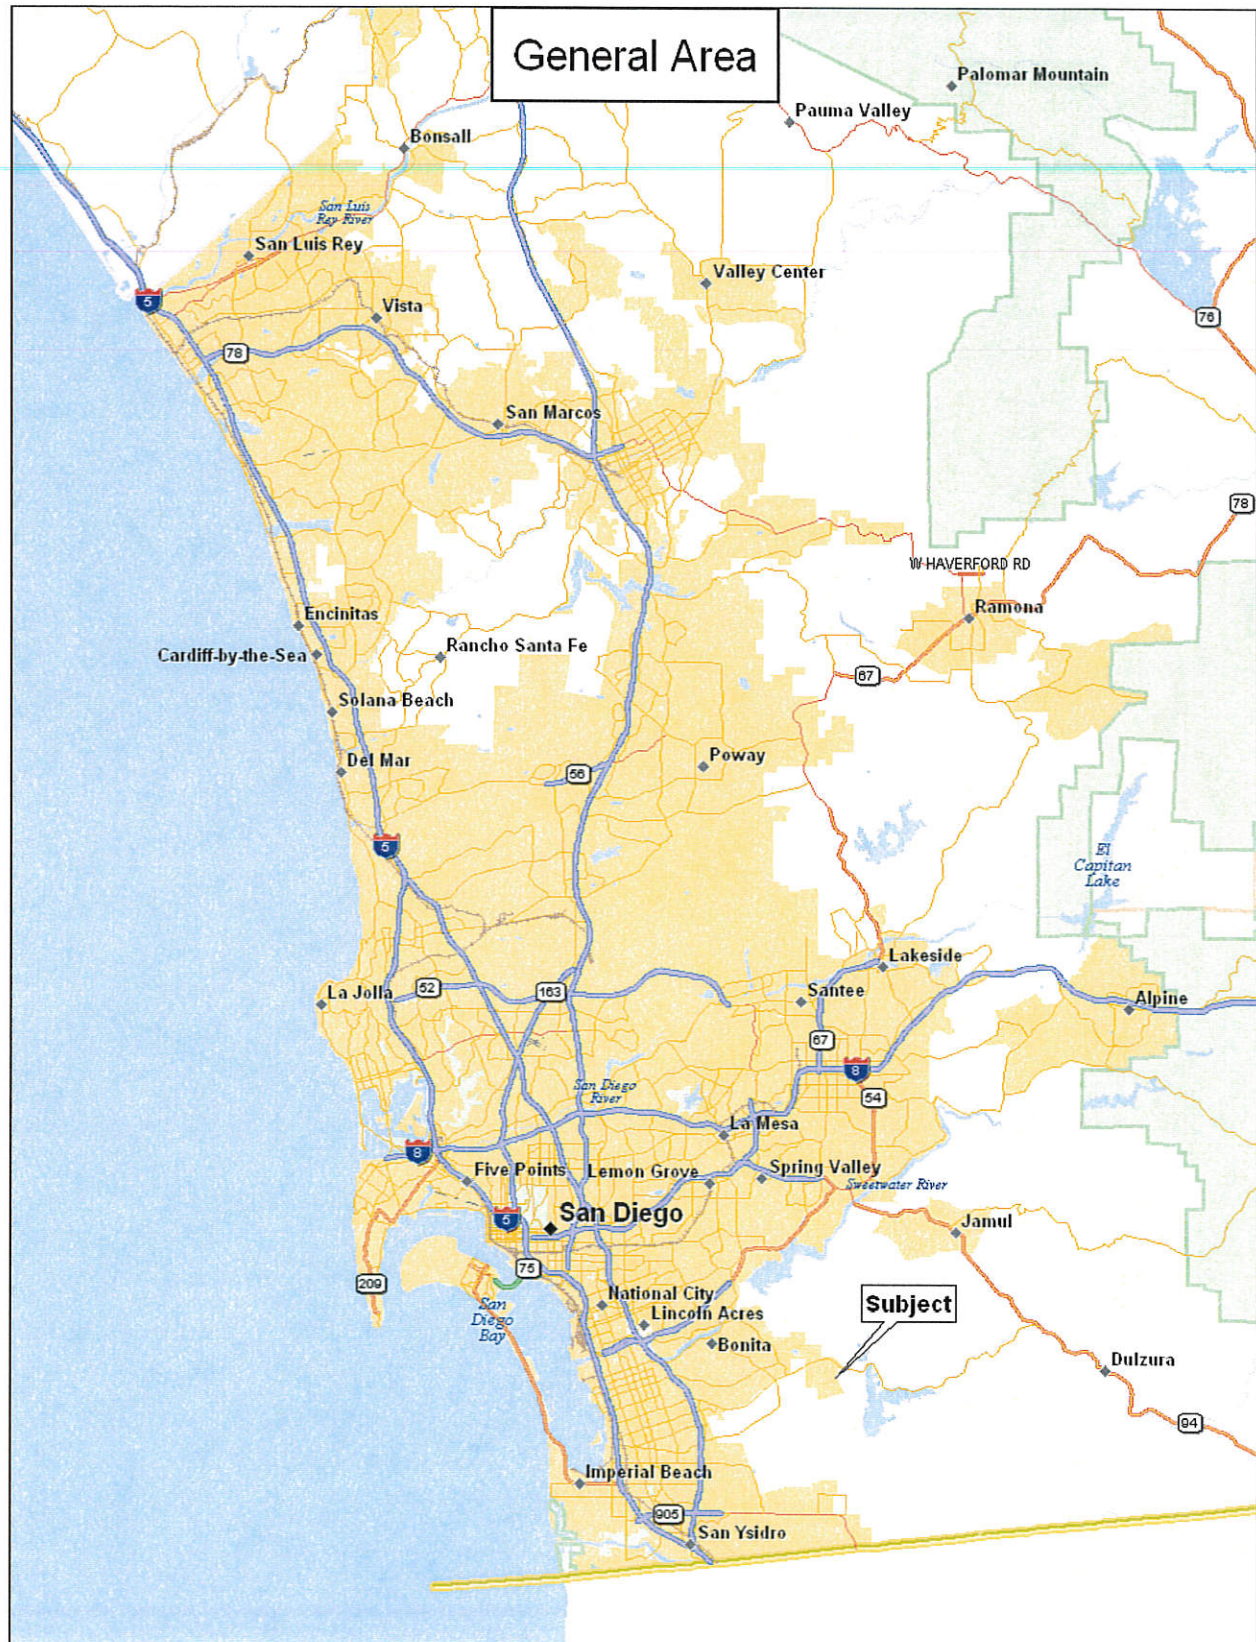 General Area
Palomar Mountain
Pauma Valley
Bonsall
San Luis
Rey River
San Luis Rey
Valley Center
5
Vista
76
78
San Marcos
78
W HAVERFORD RD
Ramona
Encinitas
Cardiff-by-the-Sea
Rancho Santa Fe
67
Solana Beach
Del Mar
Poway
56
5
El
Capitan
Lake
Lakeside
52
163
Santee
La Jolla
Alpine
67
8
San Diego
River
54
La Mesa
8
Five Points
Lemon Grove
Spring Valley
Sweetwater River
5
San Diego
Jamul
75
209
National City
San
Diego
Bay
Subject
Lincoln Acres
Bonita
Dulzura
94
Imperial Beach
905
San Ysidro